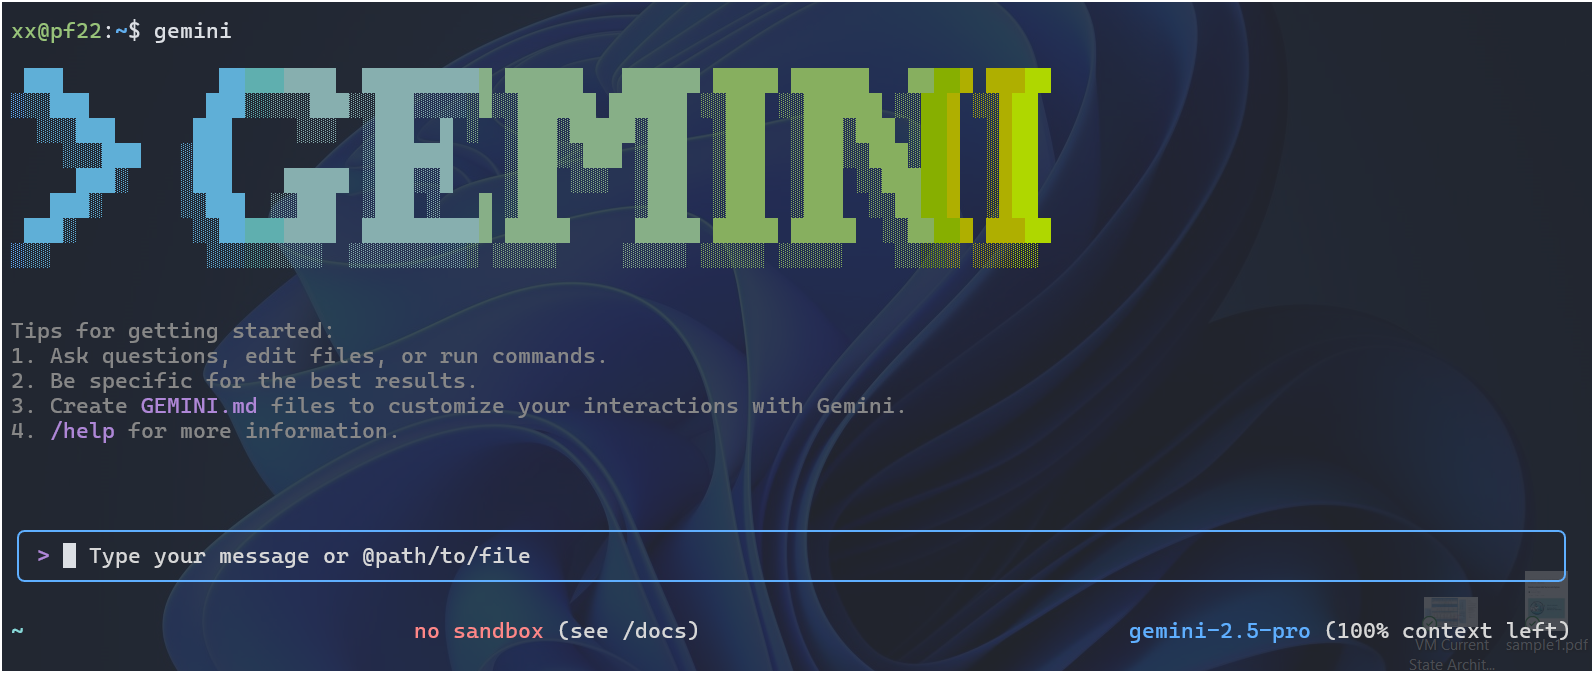 xx@pf22:~$ gemini
> GEMINI
Tips for getting started:
1. Ask questions, edit files, or run commands.
2. Be specific for the best results.
3. Create GEMINI.md files to customize your interactions with Gemini.
4. /help for more information.
> Type your message or @path/to/file
~ no sandbox (see /docs) gemini-2.5-pro (100% context left)
VM Current sample1.pdf
State Archit...